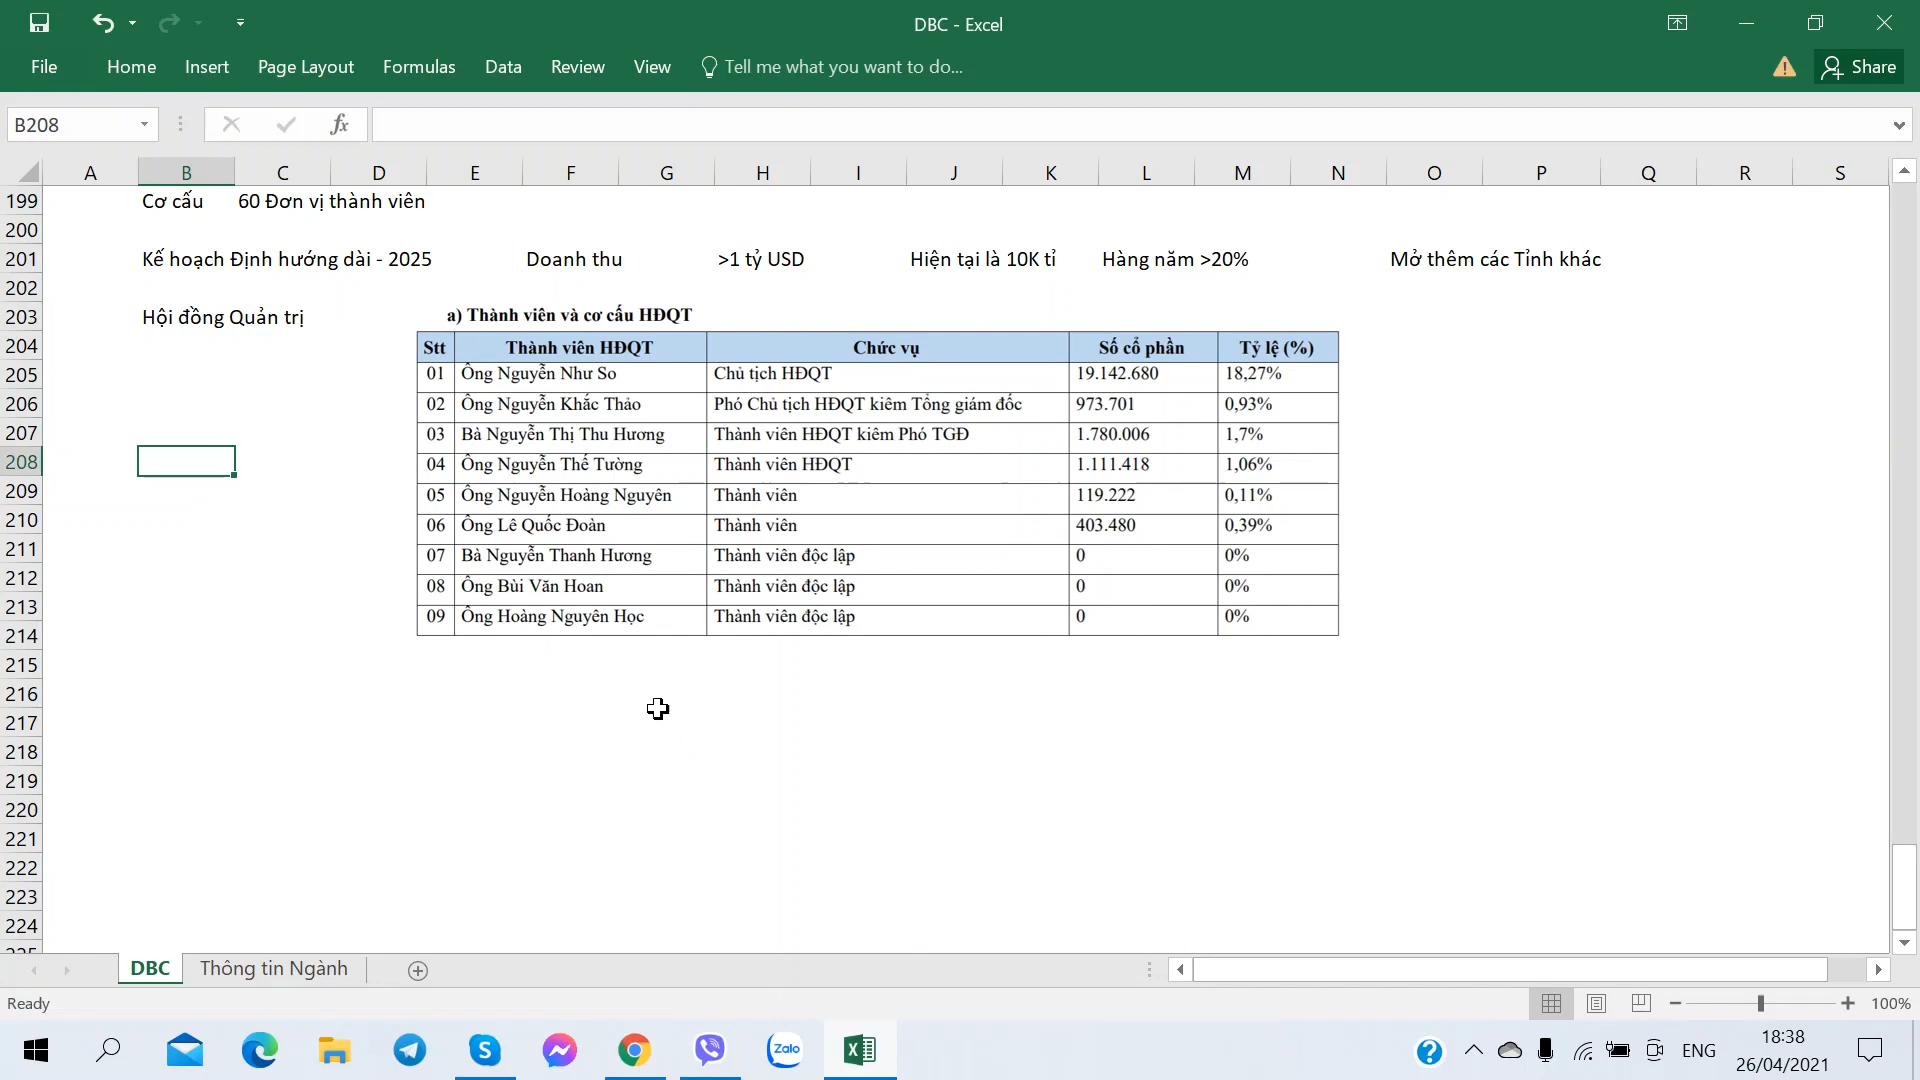 DBC - Excel
File Home Insert Page Layout Formulas Data Review View Tell me what you want to do... Share
B208 fx
A B C D E F G H I J K L M N O P Q R S
199 Cơ cấu 60 Đơn vị thành viên
200
201 Kế hoạch Định hướng dài - 2025 Doanh thu >1 tỷ USD Hiện tại là 10K tỉ Hàng năm >20% Mở thêm các Tỉnh khác
202
203 Hội đồng Quản trị a) Thành viên và cơ cấu HĐQT
204 Stt Thành viên HĐQT Chức vụ Số cổ phần Tỷ lệ (%)
205 01 Ông Nguyễn Như So Chủ tịch HĐQT 19.142.680 18,27%
206 02 Ông Nguyễn Khắc Thảo Phó Chủ tịch HĐQT kiêm Tổng giám đốc 973.701 0,93%
207 03 Bà Nguyễn Thị Thu Hương Thành viên HĐQT kiêm Phó TGĐ 1.780.006 1,7%
208 04 Ông Nguyễn Thế Tường Thành viên HĐQT 1.111.418 1,06%
209 05 Ông Nguyễn Hoàng Nguyên Thành viên 119.222 0,11%
210 06 Ông Lê Quốc Đoàn Thành viên 403.480 0,39%
211 07 Bà Nguyễn Thanh Hương Thành viên độc lập 0 0%
212 08 Ông Bùi Văn Hoan Thành viên độc lập 0 0%
213 09 Ông Hoàng Nguyên Học Thành viên độc lập 0 0%
214
215
216
217
218
219
220
221
222
223
224
225
DBC Thông tin Ngành
Ready 100%
Zalo ENG 18:38
26/04/2021